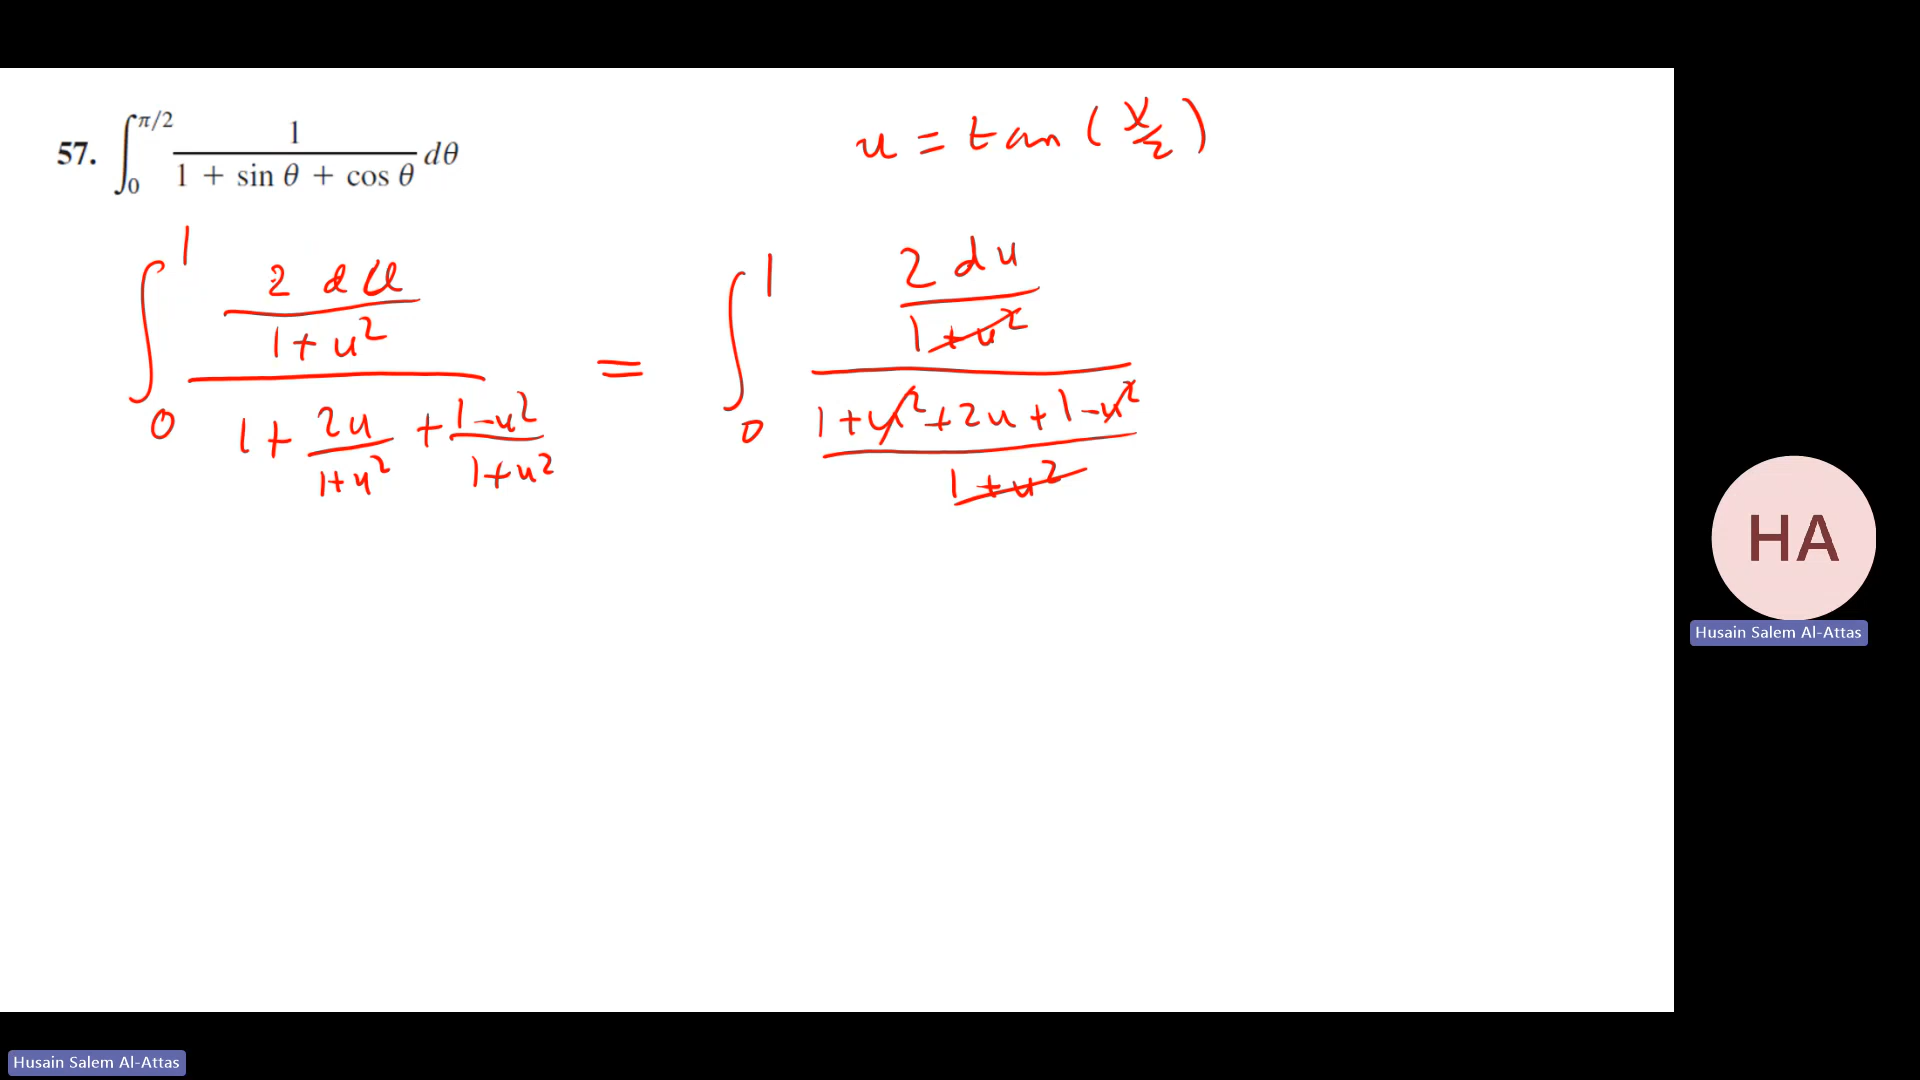 57. ∫_0^{π/2} 1/(1 + sin θ + cos θ) dθ
u = tan(x/2)
∫_0^1 (2 du/(1+u²))/(1 + 2u/(1+u²) + (1-u²)/(1+u²)) = ∫_0^1 (2 du/(1+u²))/((1+u²+2u+1-u²)/(1+u²))
HA
Husain Salem Al-Attas
Husain Salem Al-Attas